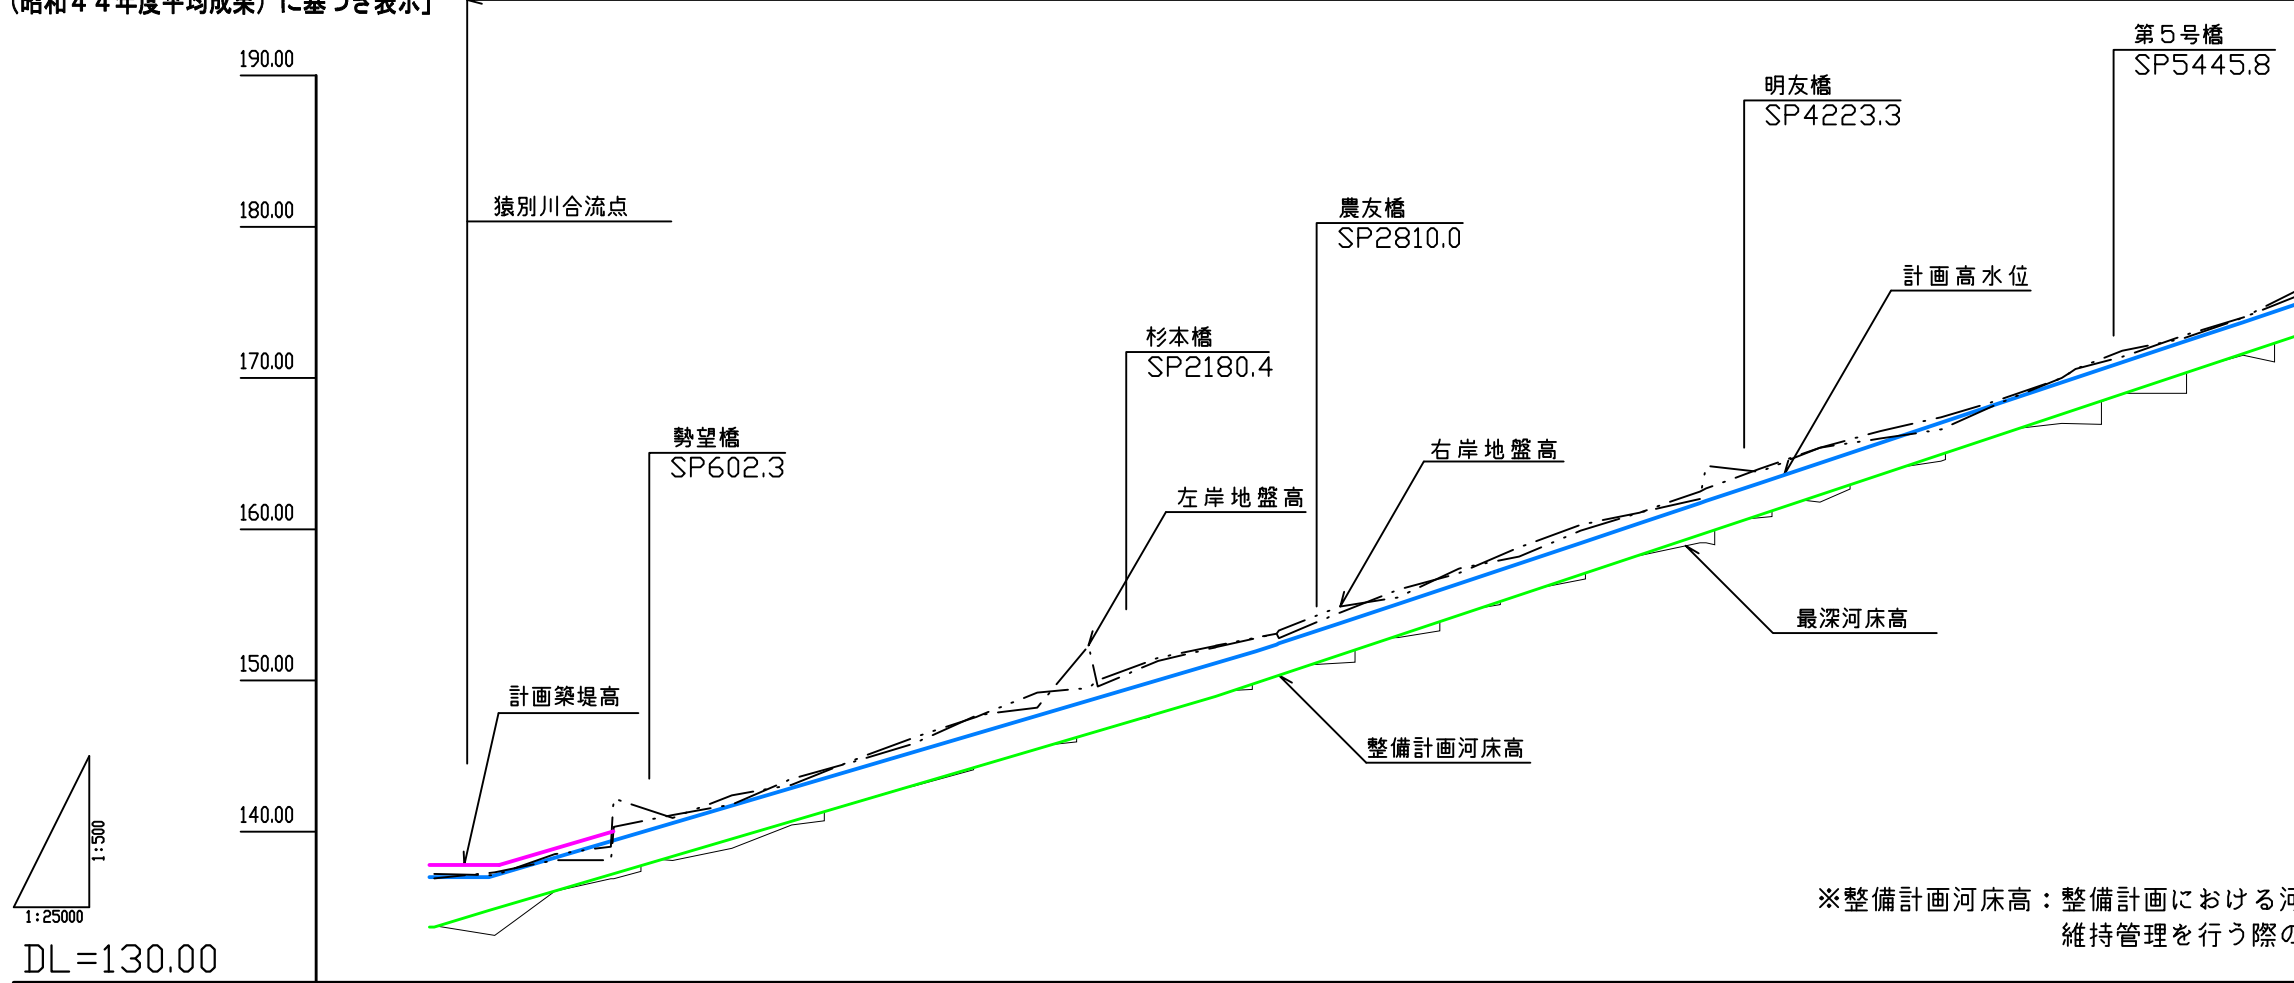 (昭和44年度平均成果)に基づき表示」
第5号橋
SP5445.8
190.00
明友橋
SP4223.3
猿別川合流点
180.00
農友橋
SP2810.0
計画高水位
杉本橋
SP2180.4
170.00
勢望橋
SP602.3
右岸地盤高
左岸地盤高
160.00
最深河床高
150.00
計画築堤高
整備計画河床高
140.00
1:500
1:25000
※整備計画河床高:整備計画における河
維持管理を行う際の
DL=130.00